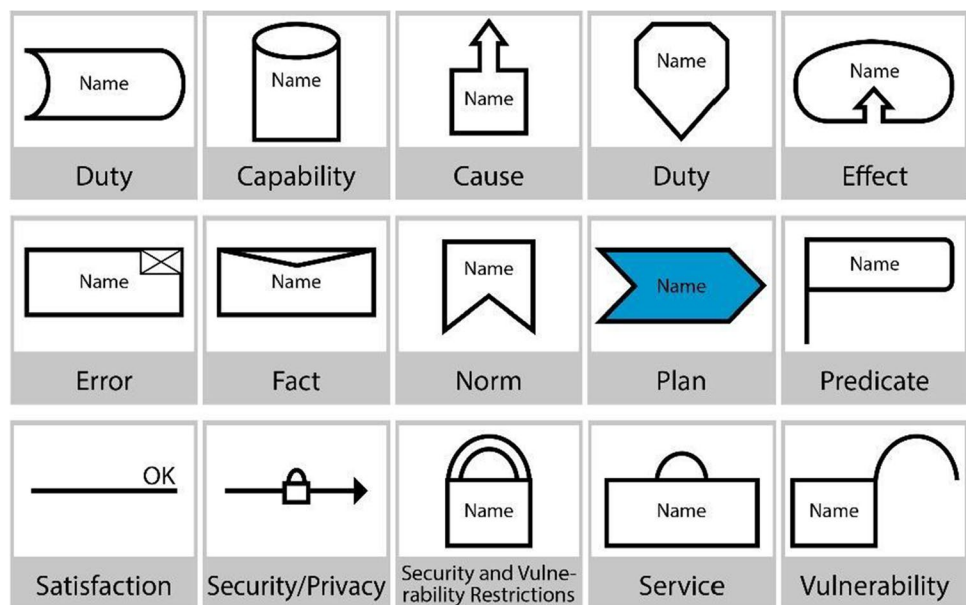 Name
Name
Name
Name
Name
Duty
Capability
Cause
Duty
Effect
Name
Name
Name
Name
Name
Error
Fact
Norm
Plan
Predicate
OK
Name
Name
Name
Satisfaction
Security/Privacy
Security and Vulne-
rability Restrictions
Service
Vulnerability